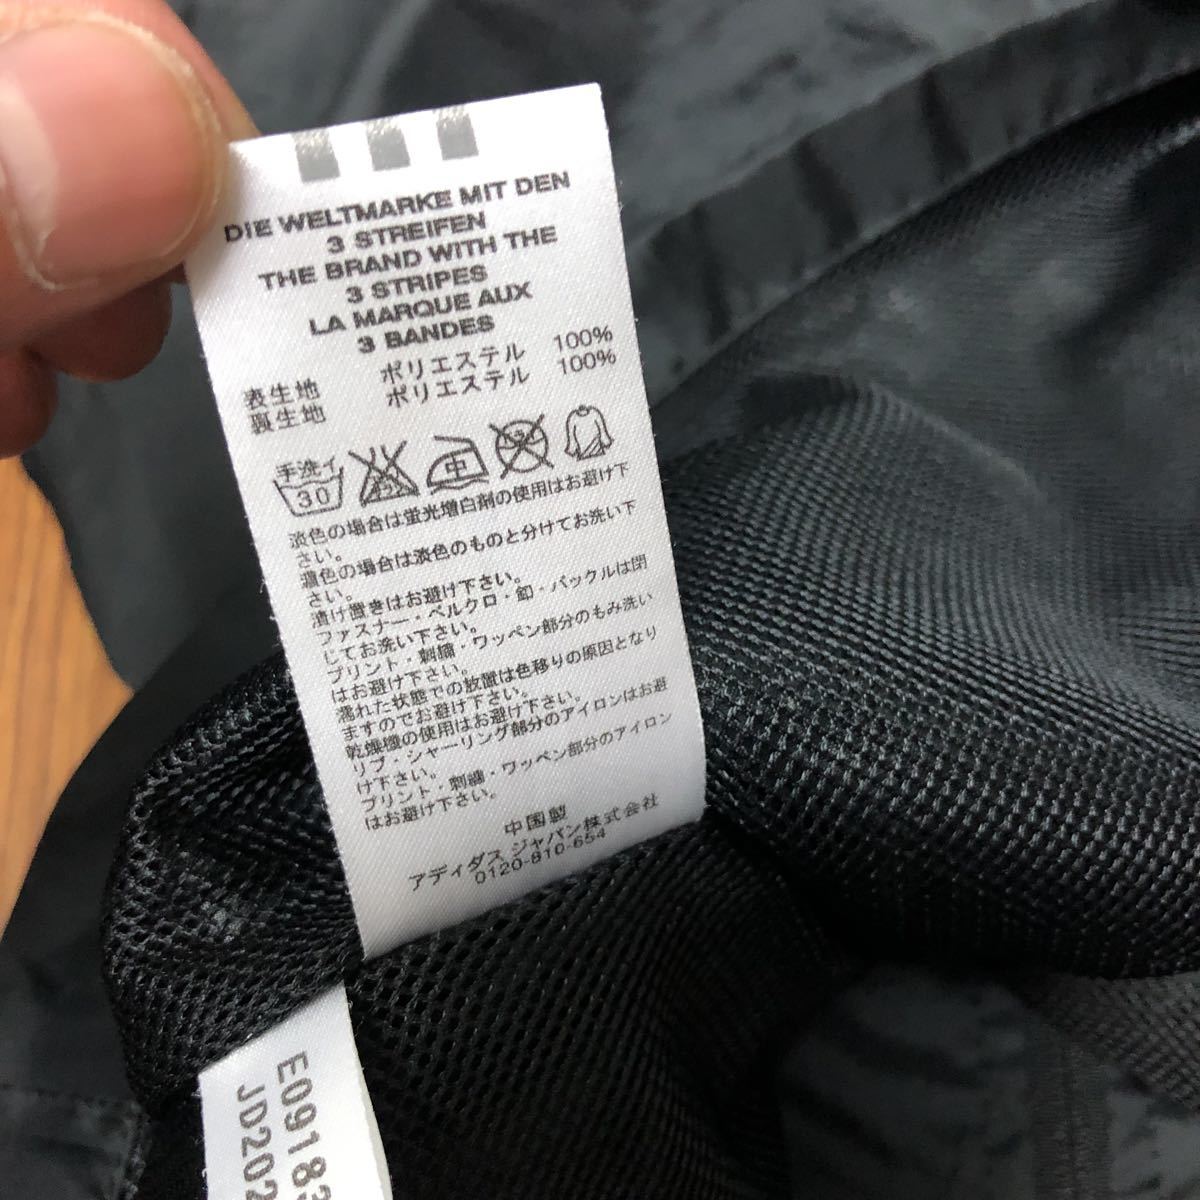 DIE WELTMARKE MIT DEN
3 STREIFEN
THE BRAND WITH THE
3 STRIPES
LA MARQUE AUX
3 BANDES
表生地 ポリエステル 100%
裏生地 ポリエステル 100%
手洗イ
30
中
淡色の場合は蛍光増白剤の使用はお避け下
さい。
濃色の場合は淡色のものと分けてお洗い下
さい。
漬け置きはお避け下さい。
ファスナー・ベルクロ・釦・バックルは閉
じてお洗い下さい。
プリント・刺繍・ワッペン部分のもみ洗い
はお避け下さい。
濡れた状態での放置は色移りの原因となり
ますのでお避け下さい。
乾燥機の使用はお避け下さい。
リブ・シャーリング部分のアイロンはお避
け下さい。
プリント・刺繍・ワッペン部分のアイロン
はお避け下さい。
中国製
アディダス ジャパン株式会社
0120-810-654
E0918
JD202